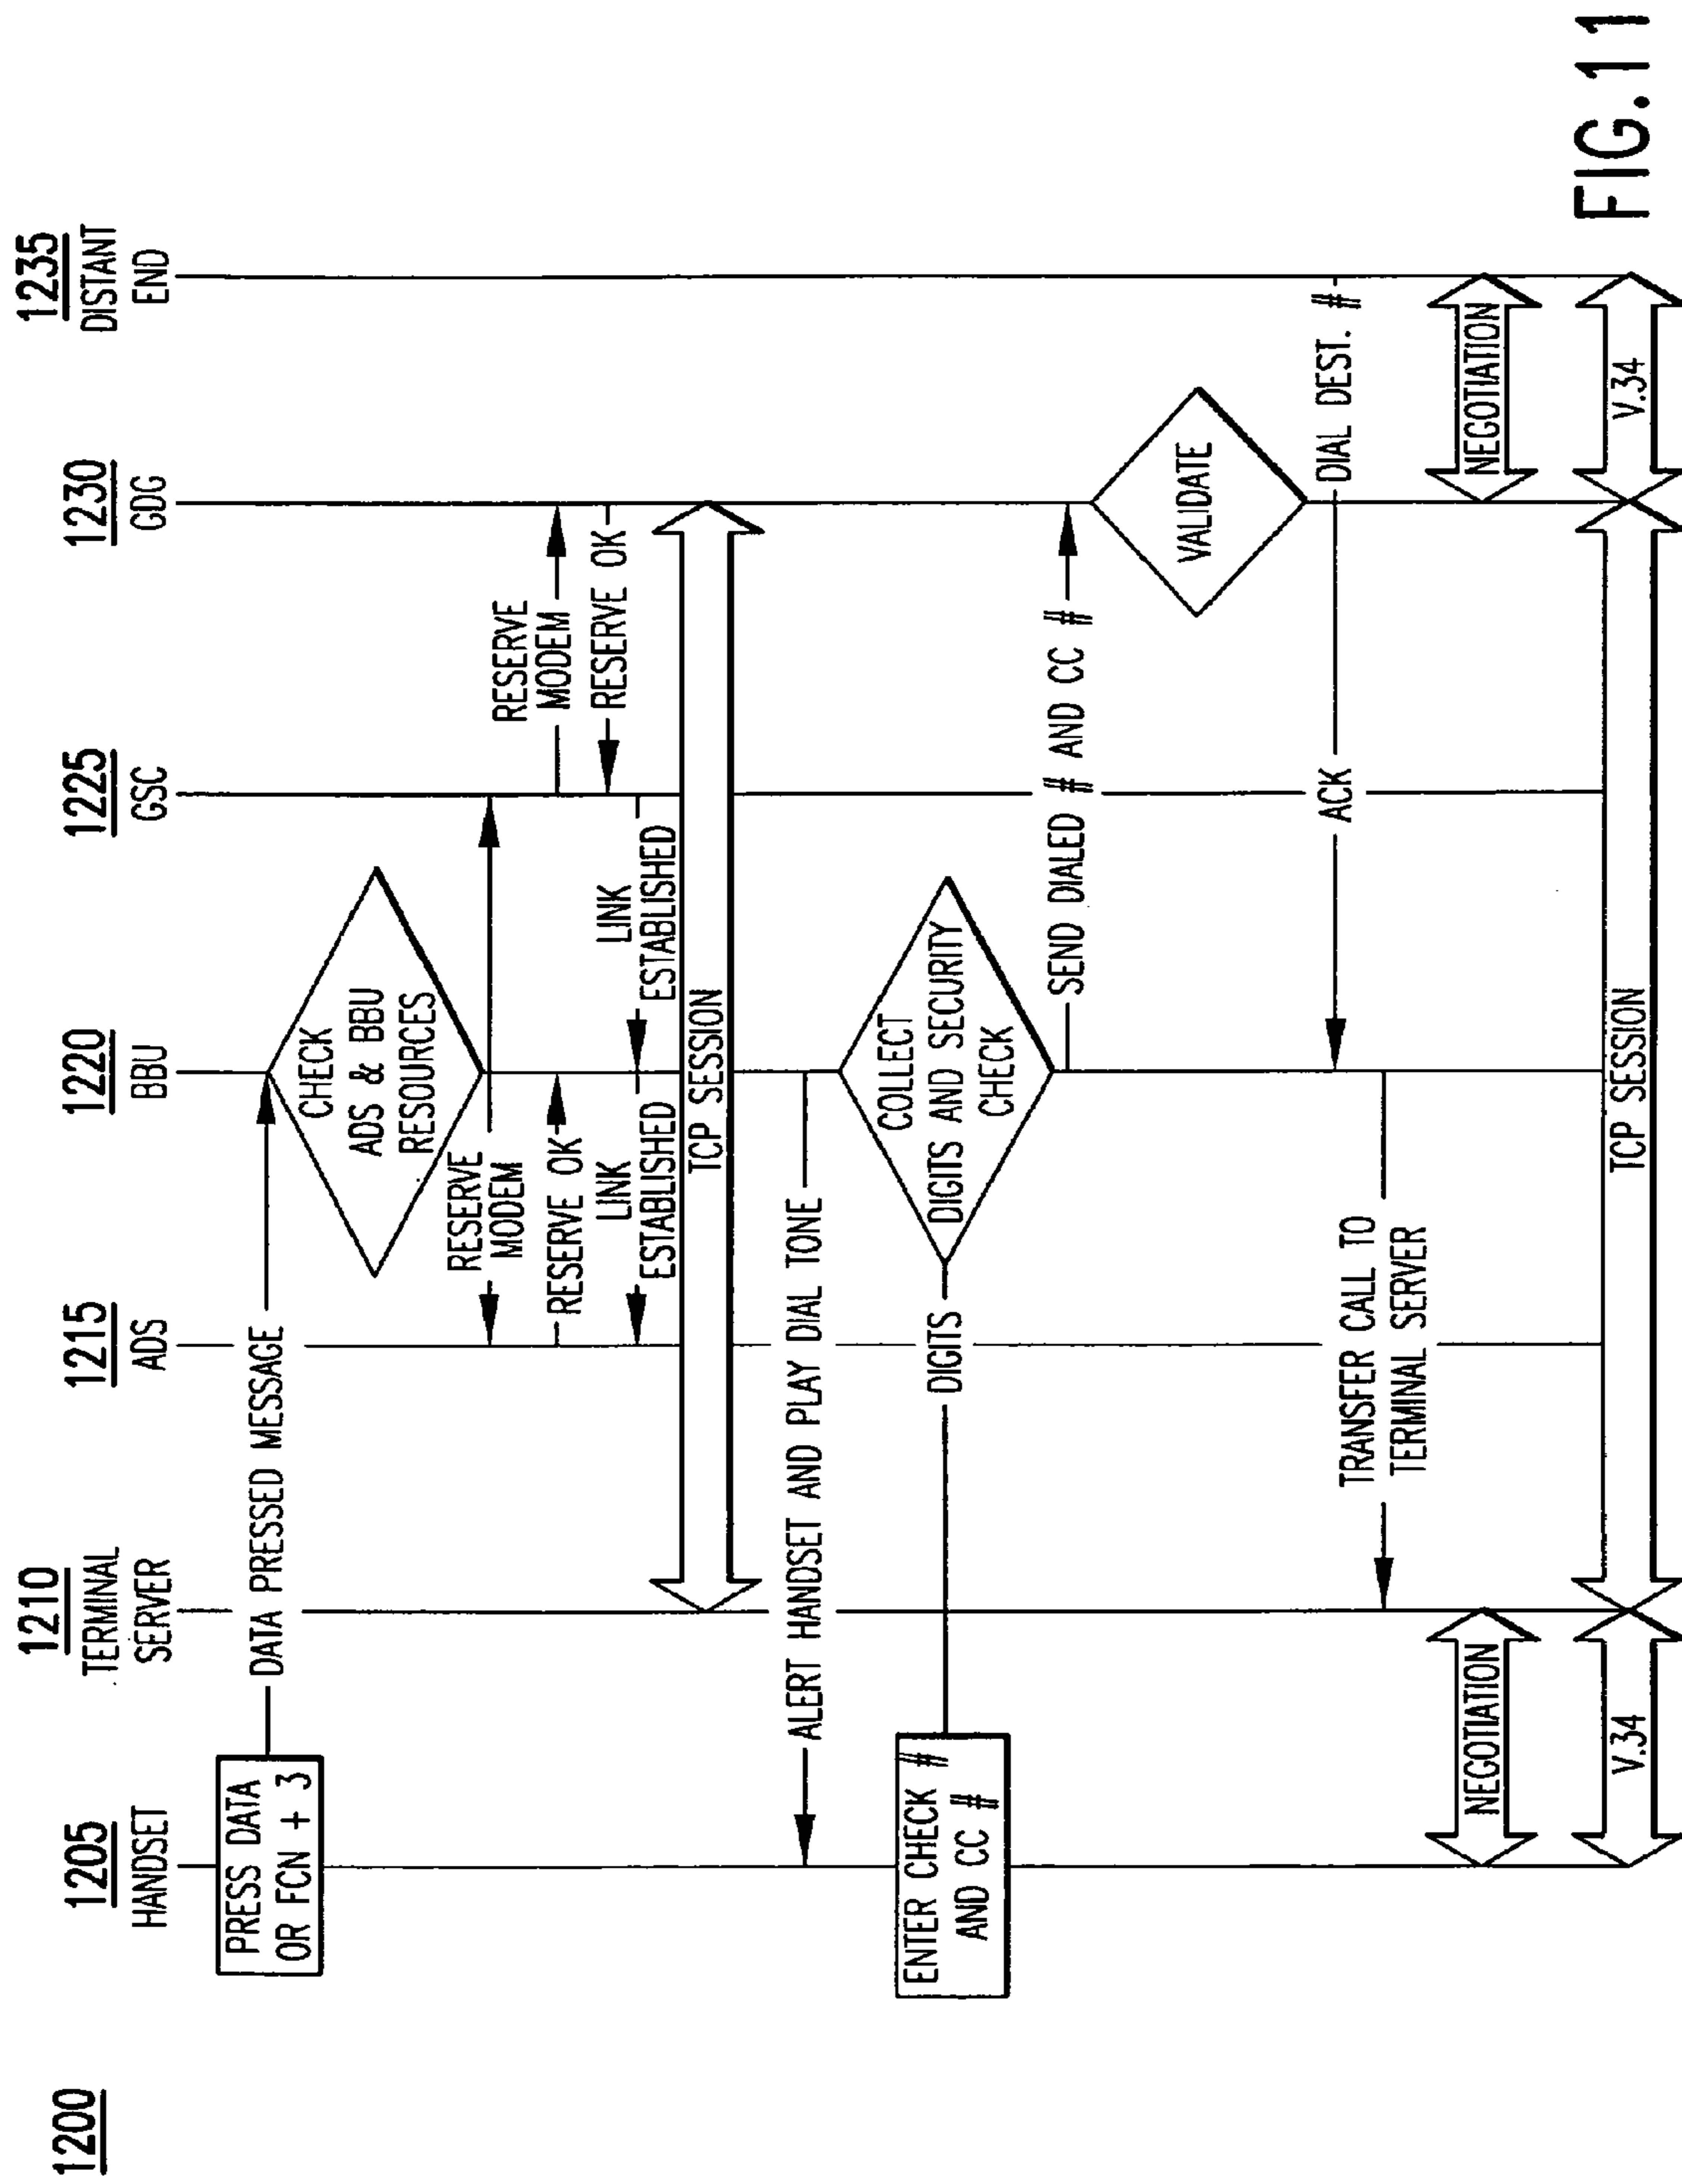 1200
1205
HANDSET
1210
TERMINAL
SERVER
1215
ADS
1220
BBU
1225
GSC
1230
GDG
1235
DISTANT
END
PRESS DATA
OR FCN + 3
DATA PRESSED MESSAGE
CHECK
ADS & BBU
RESOURCES
RESERVE
MODEM
RESERVE
MODEM
RESERVE OK
RESERVE OK
LINK
ESTABLISHED
LINK
ESTABLISHED
TCP SESSION
ALERT HANDSET AND PLAY DIAL TONE
ENTER CHECK #
AND CC #
DIGITS
COLLECT
DIGITS AND SECURITY
CHECK
SEND DIALED # AND CC #
VALIDATE
ACK
DIAL DEST. #
TRANSFER CALL TO
TERMINAL SERVER
NEGOTIATION
NEGOTIATION
V.34
TCP SESSION
V.34
FIG.11